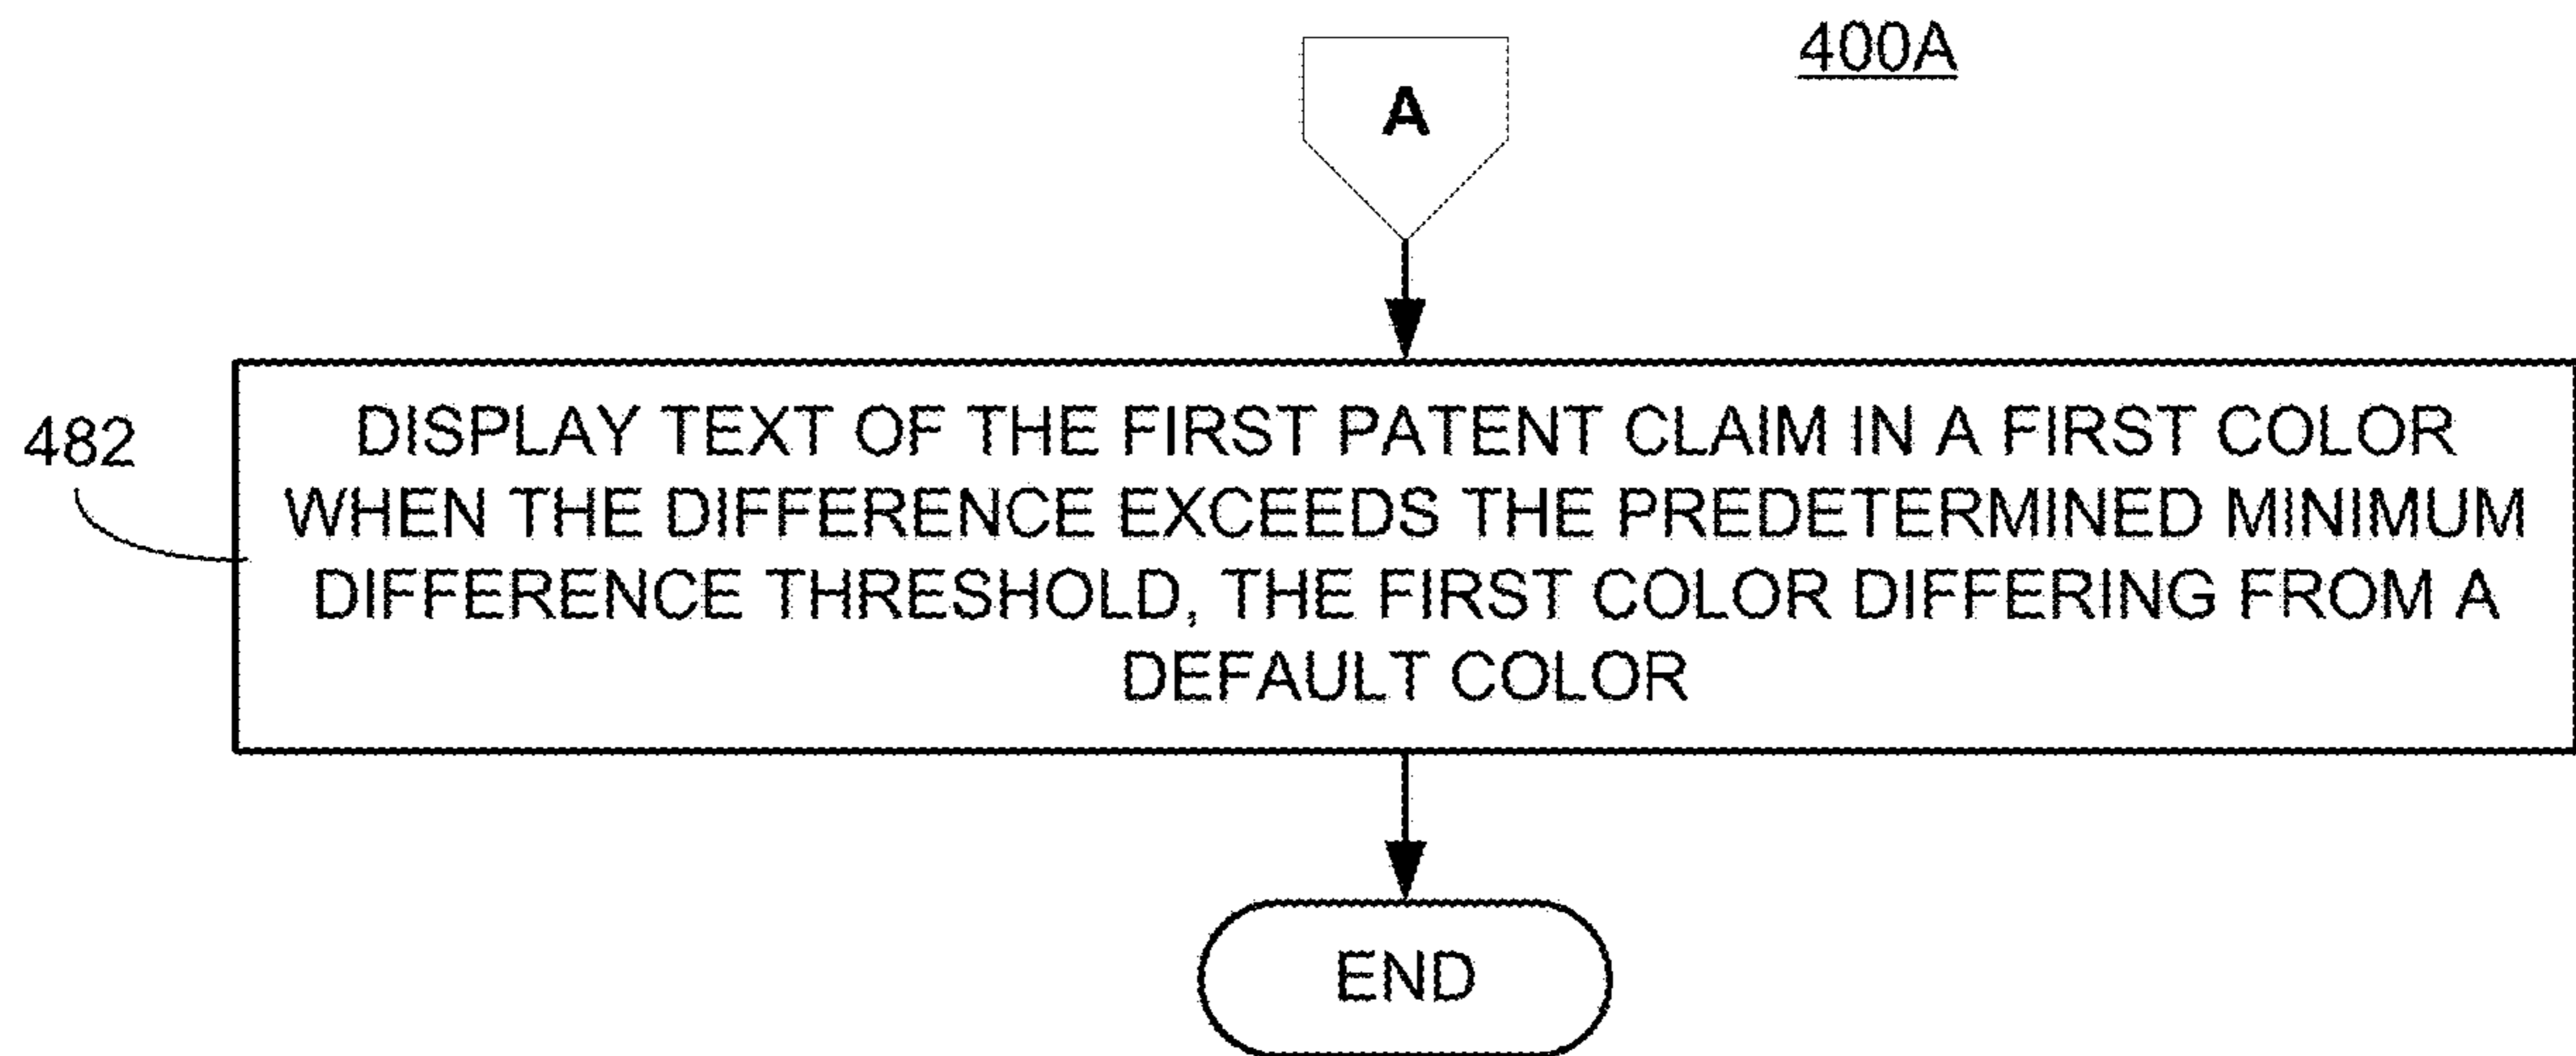 400A
A
482
DISPLAY TEXT OF THE FIRST PATENT CLAIM IN A FIRST COLOR
WHEN THE DIFFERENCE EXCEEDS THE PREDETERMINED MINIMUM
DIFFERENCE THRESHOLD, THE FIRST COLOR DIFFERING FROM A
DEFAULT COLOR
END